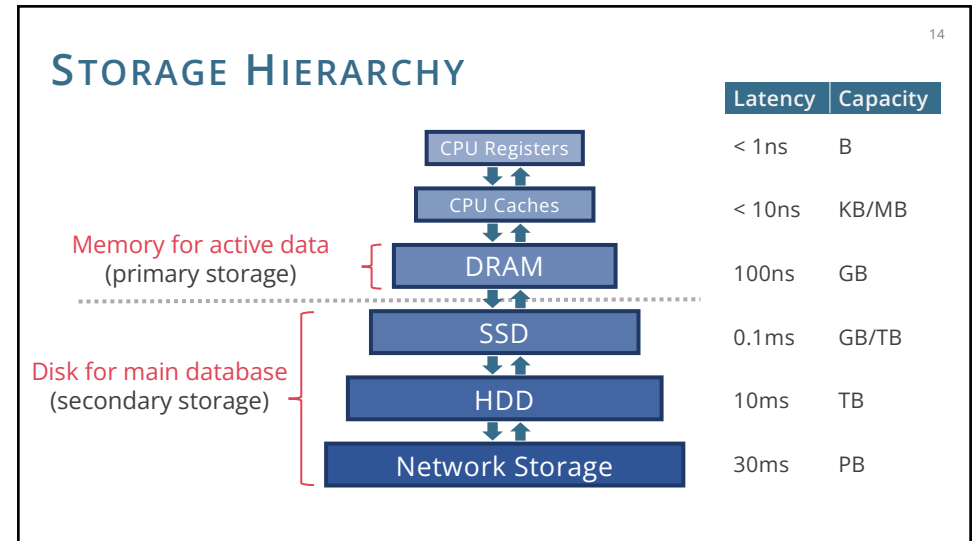 14
STORAGE HIERARCHY
Latency Capacity
CPU Registers < 1ns B
CPU Caches < 10ns KB/MB
Memory for active data
(primary storage)
DRAM 100ns GB
SSD 0.1ms GB/TB
Disk for main database
(secondary storage)
HDD 10ms TB
Network Storage 30ms PB